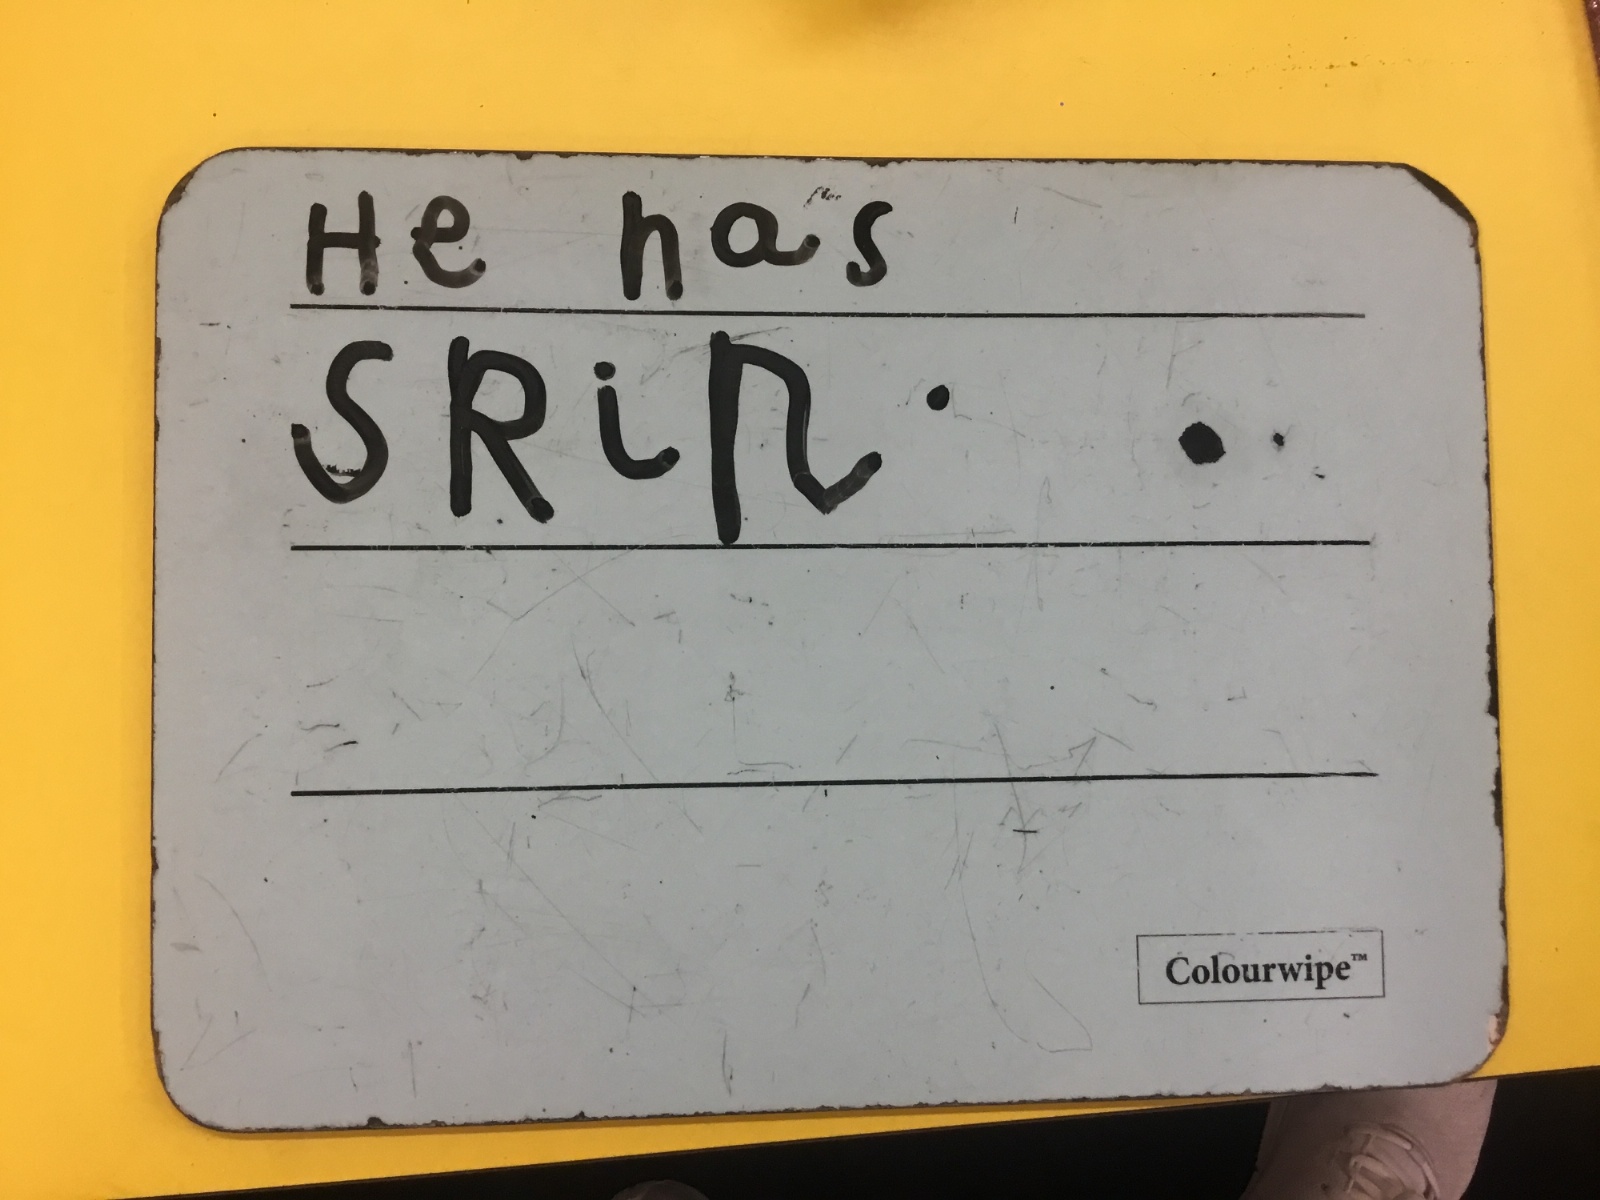 He has
SRin.
Colourwipe™